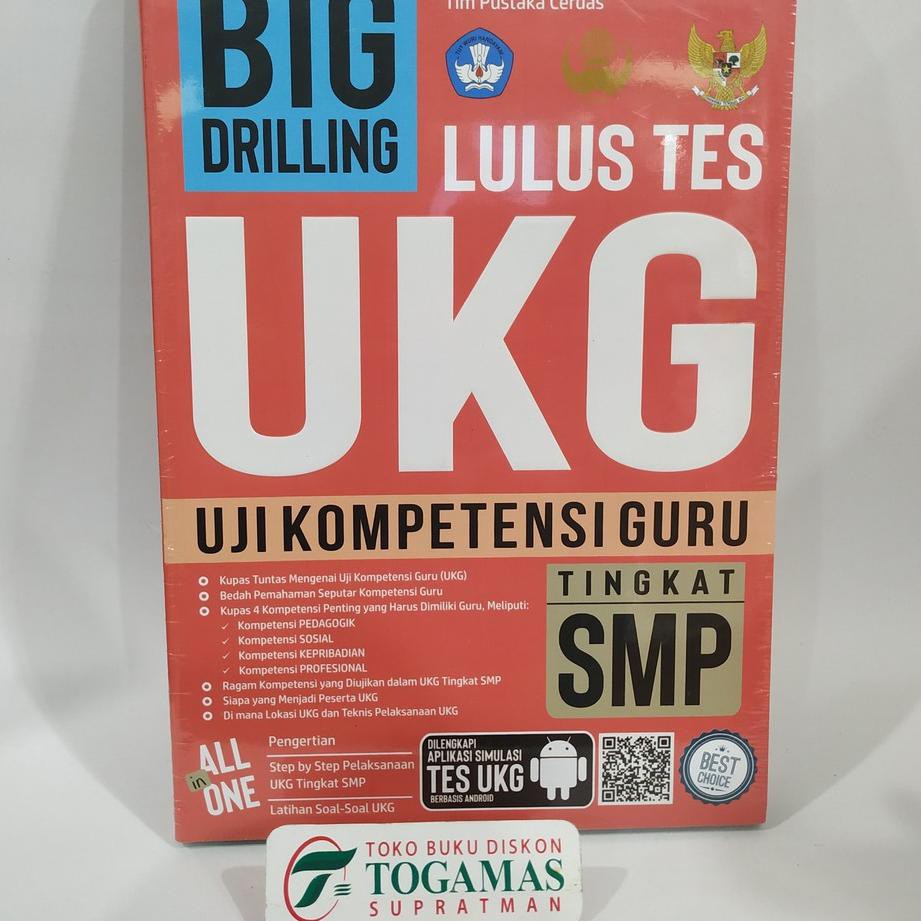 Tim Pustaka Cerdas
BIG
DRILLING
TUT WURI HANDAYANI
LULUS TES
UKG
UJI KOMPETENSI GURU
Kupas Tuntas Mengenai Uji Kompetensi Guru (UKG)
Bedah Pemahaman Seputar Kompetensi Guru
Kupas 4 Kompetensi Penting yang Harus Dimiliki Guru, Meliputi:
✓ Kompetensi PEDAGOGIK
✓ Kompetensi SOSIAL
✓ Kompetensi KEPRIBADIAN
✓ Kompetensi PROFESIONAL
Ragam Kompetensi yang Diujikan dalam UKG Tingkat SMP
Siapa yang Menjadi Peserta UKG
Di mana Lokasi UKG dan Teknis Pelaksanaan UKG
TINGKAT
SMP
ALL
in
ONE
Pengertian
Step by Step Pelaksanaan
UKG Tingkat SMP
Latihan Soal-Soal UKG
DILENGKAPI
APLIKASI SIMULASI
TES UKG
BERBASIS ANDROID
BEST
CHOICE
TOKO BUKU DISKON
TOGAMAS
SUPRATMAN